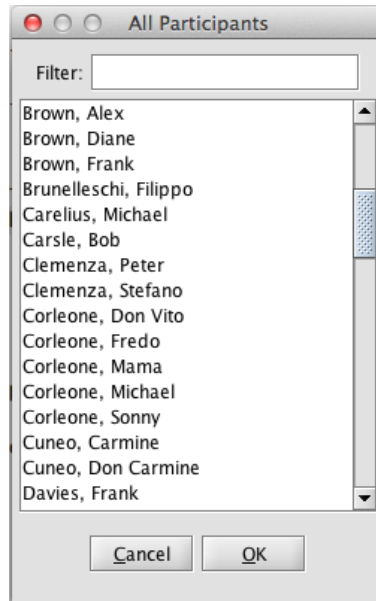 All Participants
Filter:
Brown, Alex
Brown, Diane
Brown, Frank
Brunelleschi, Filippo
Carelius, Michael
Carsle, Bob
Clemenza, Peter
Clemenza, Stefano
Corleone, Don Vito
Corleone, Fredo
Corleone, Mama
Corleone, Michael
Corleone, Sonny
Cuneo, Carmine
Cuneo, Don Carmine
Davies, Frank
Cancel OK